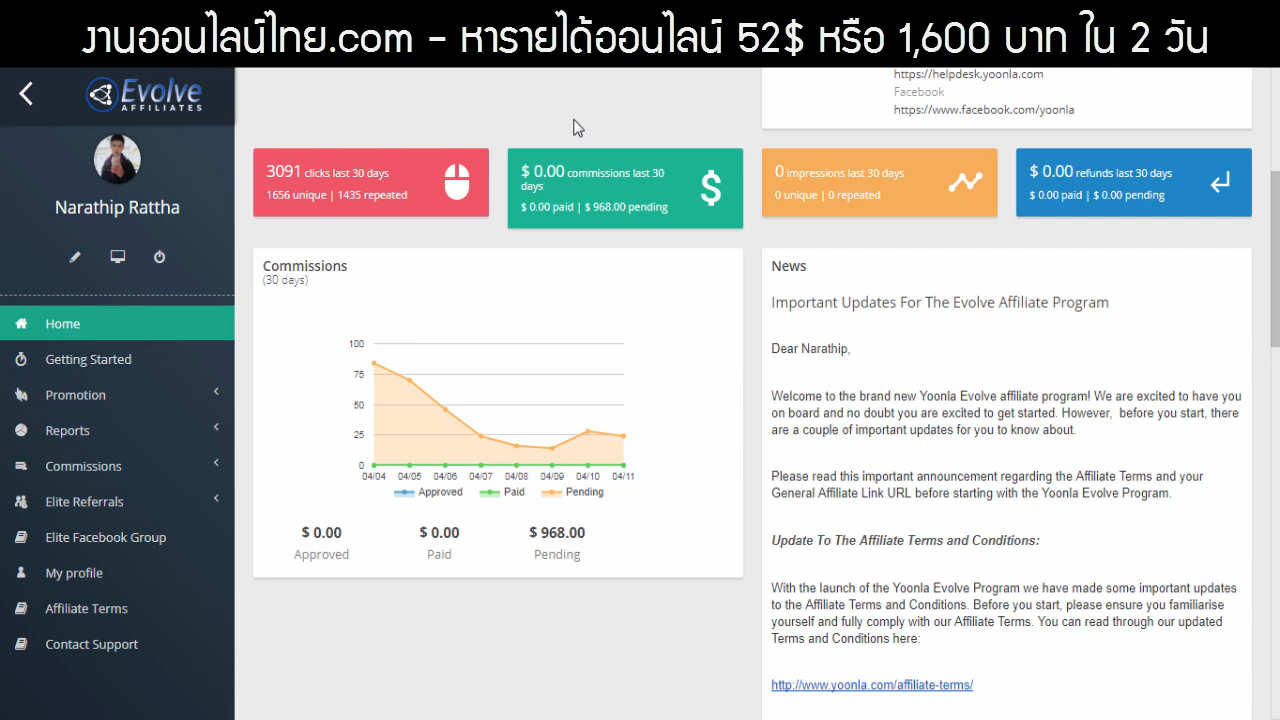 งานออนไลน์ไทย.com - หารายได้ออนไลน์ 52$ หรือ 1,600 บาท ใน 2 วัน
Evolve
AFFILIATES
Narathip Rattha
Home
Getting Started
Promotion
Reports
Commissions
Elite Referrals
Elite Facebook Group
My profile
Affiliate Terms
Contact Support
https://helpdesk.yoonla.com
Facebook
https://www.facebook.com/yoonla
3091 clicks last 30 days
1656 unique | 1435 repeated
$ 0.00 commissions last 30
days
$ 0.00 paid | $ 968.00 pending
0 impressions last 30 days
0 unique | 0 repeated
$ 0.00 refunds last 30 days
$ 0.00 paid | $ 0.00 pending
Commissions
(30 days)
100
75
50
25
0
04/04 04/05 04/06 04/07 04/08 04/09 04/10 04/11
Approved Paid Pending
$ 0.00 $ 0.00 $ 968.00
Approved Paid Pending
News
Important Updates For The Evolve Affiliate Program
Dear Narathip,
Welcome to the brand new Yoonla Evolve affiliate program! We are excited to have you
on board and no doubt you are excited to get started. However, before you start, there
are a couple of important updates for you to know about.
Please read this important announcement regarding the Affiliate Terms and your
General Affiliate Link URL before starting with the Yoonla Evolve Program.
Update To The Affiliate Terms and Conditions:
With the launch of the Yoonla Evolve Program we have made some important updates
to the Affiliate Terms and Conditions. Before you start, please ensure you familiarise
yourself and fully comply with our Affiliate Terms. You can read through our updated
Terms and Conditions here:
http://www.yoonla.com/affiliate-terms/